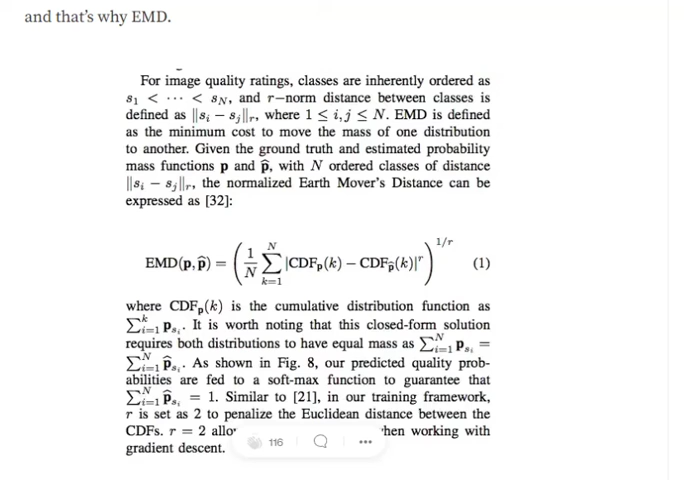 and that's why EMD.
For image quality ratings, classes are inherently ordered as
s₁ < ··· < s_N, and r−norm distance between classes is
defined as ||s_i − s_j||_r, where 1 ≤ i, j ≤ N. EMD is defined
as the minimum cost to move the mass of one distribution
to another. Given the ground truth and estimated probability
mass functions p and p̂, with N ordered classes of distance
||s_i − s_j||_r, the normalized Earth Mover's Distance can be
expressed as [32]:
EMD(p, p̂) = ( 1/N ∑_{k=1}^{N} |CDF_p(k) − CDF_p̂(k)|^r )^{1/r} (1)
where CDF_p(k) is the cumulative distribution function as
∑_{i=1}^{k} p_{s_i}. It is worth noting that this closed-form solution
requires both distributions to have equal mass as ∑_{i=1}^{N} p_{s_i} =
∑_{i=1}^{N} p̂_{s_i}. As shown in Fig. 8, our predicted quality prob-
abilities are fed to a soft-max function to guarantee that
∑_{i=1}^{N} p̂_{s_i} = 1. Similar to [21], in our training framework,
r is set as 2 to penalize the Euclidean distance between the
CDFs. r = 2 when working with
gradient descent.
116